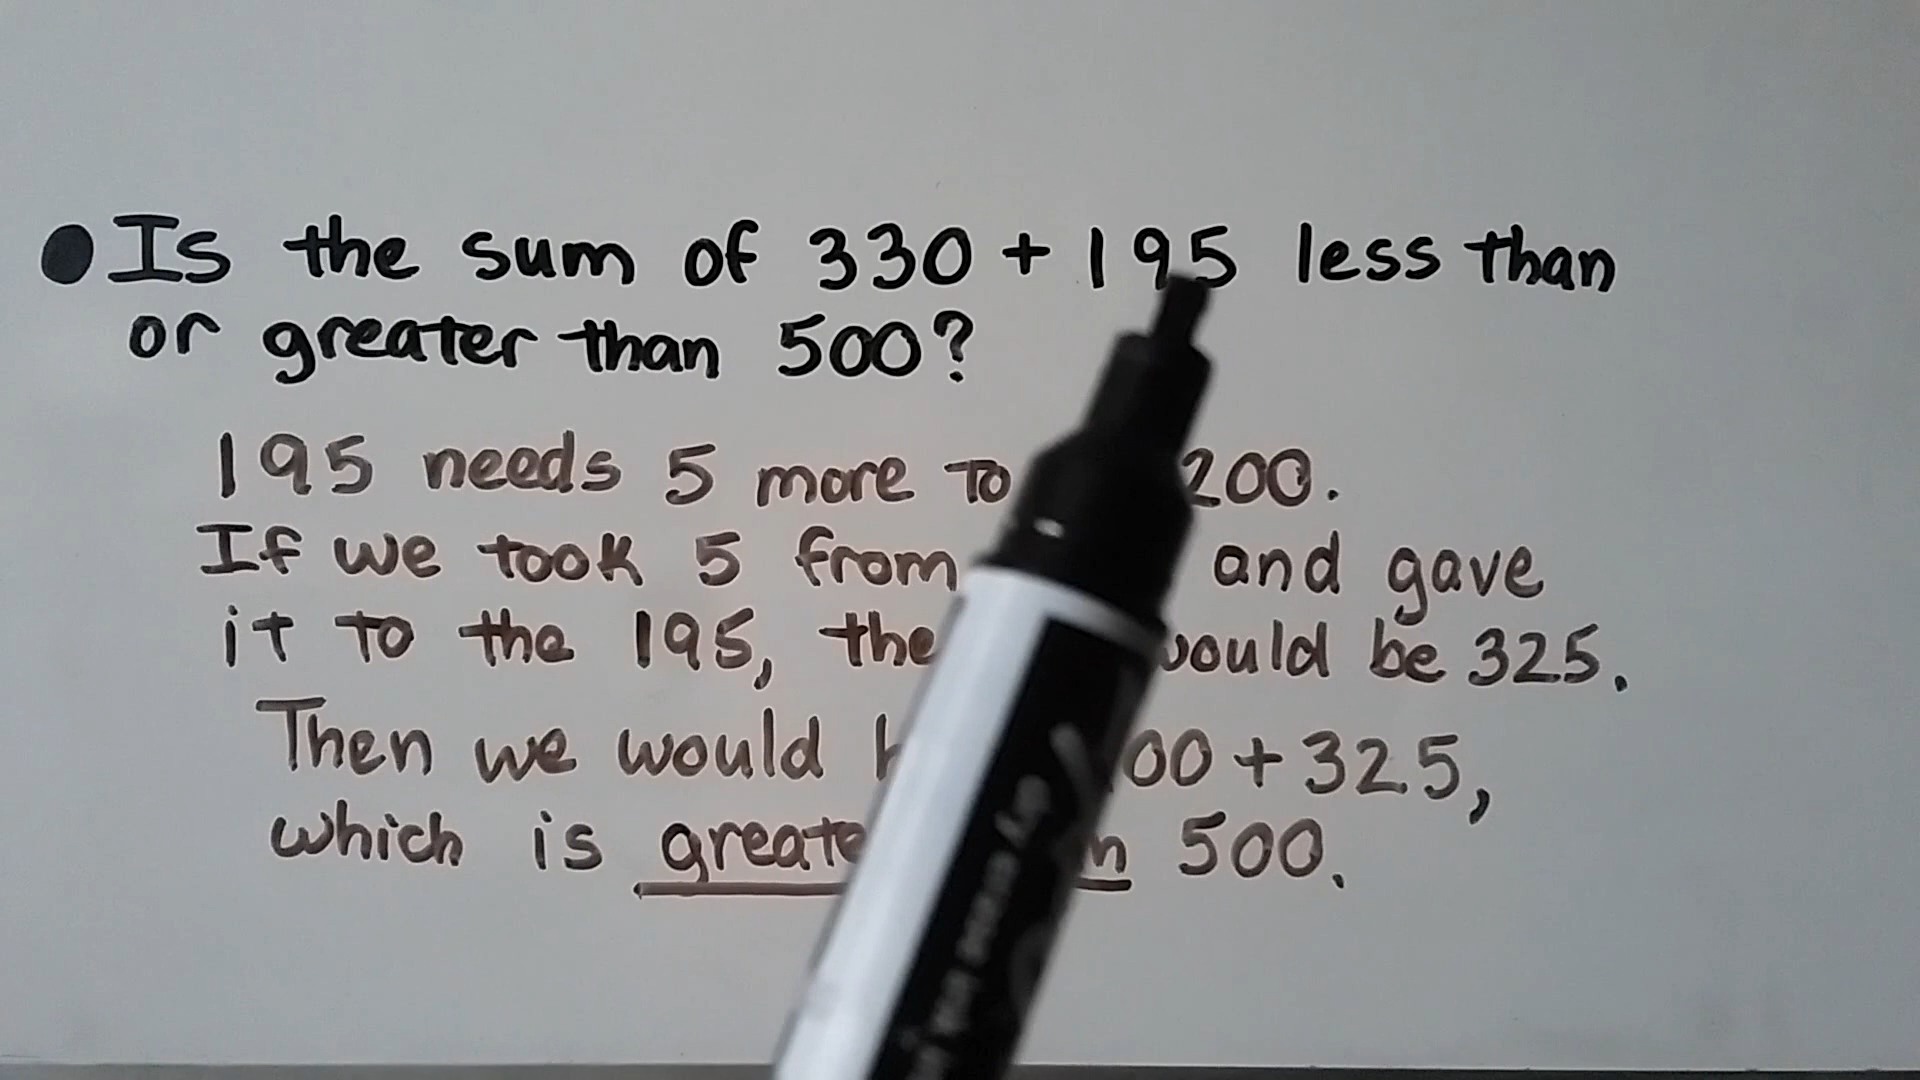 Is the sum of 330 + 195 less than
or greater than 500?
195 needs 5 more to 200.
If we took 5 from and gave
it to the 195, the would be 325.
Then we would 00 + 325,
which is greater 500.